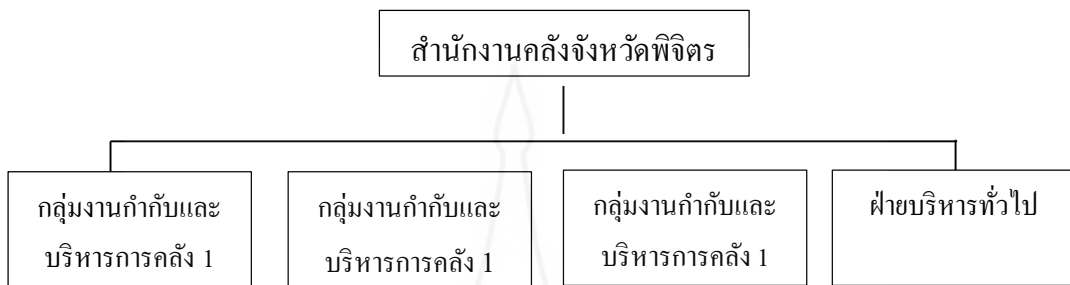 สำนักงานคลังจังหวัดพิจิตร
กลุ่มงานกำกับและ
บริหารการคลัง 1
กลุ่มงานกำกับและ
บริหารการคลัง 1
กลุ่มงานกำกับและ
บริหารการคลัง 1
ฝ่ายบริหารทั่วไป